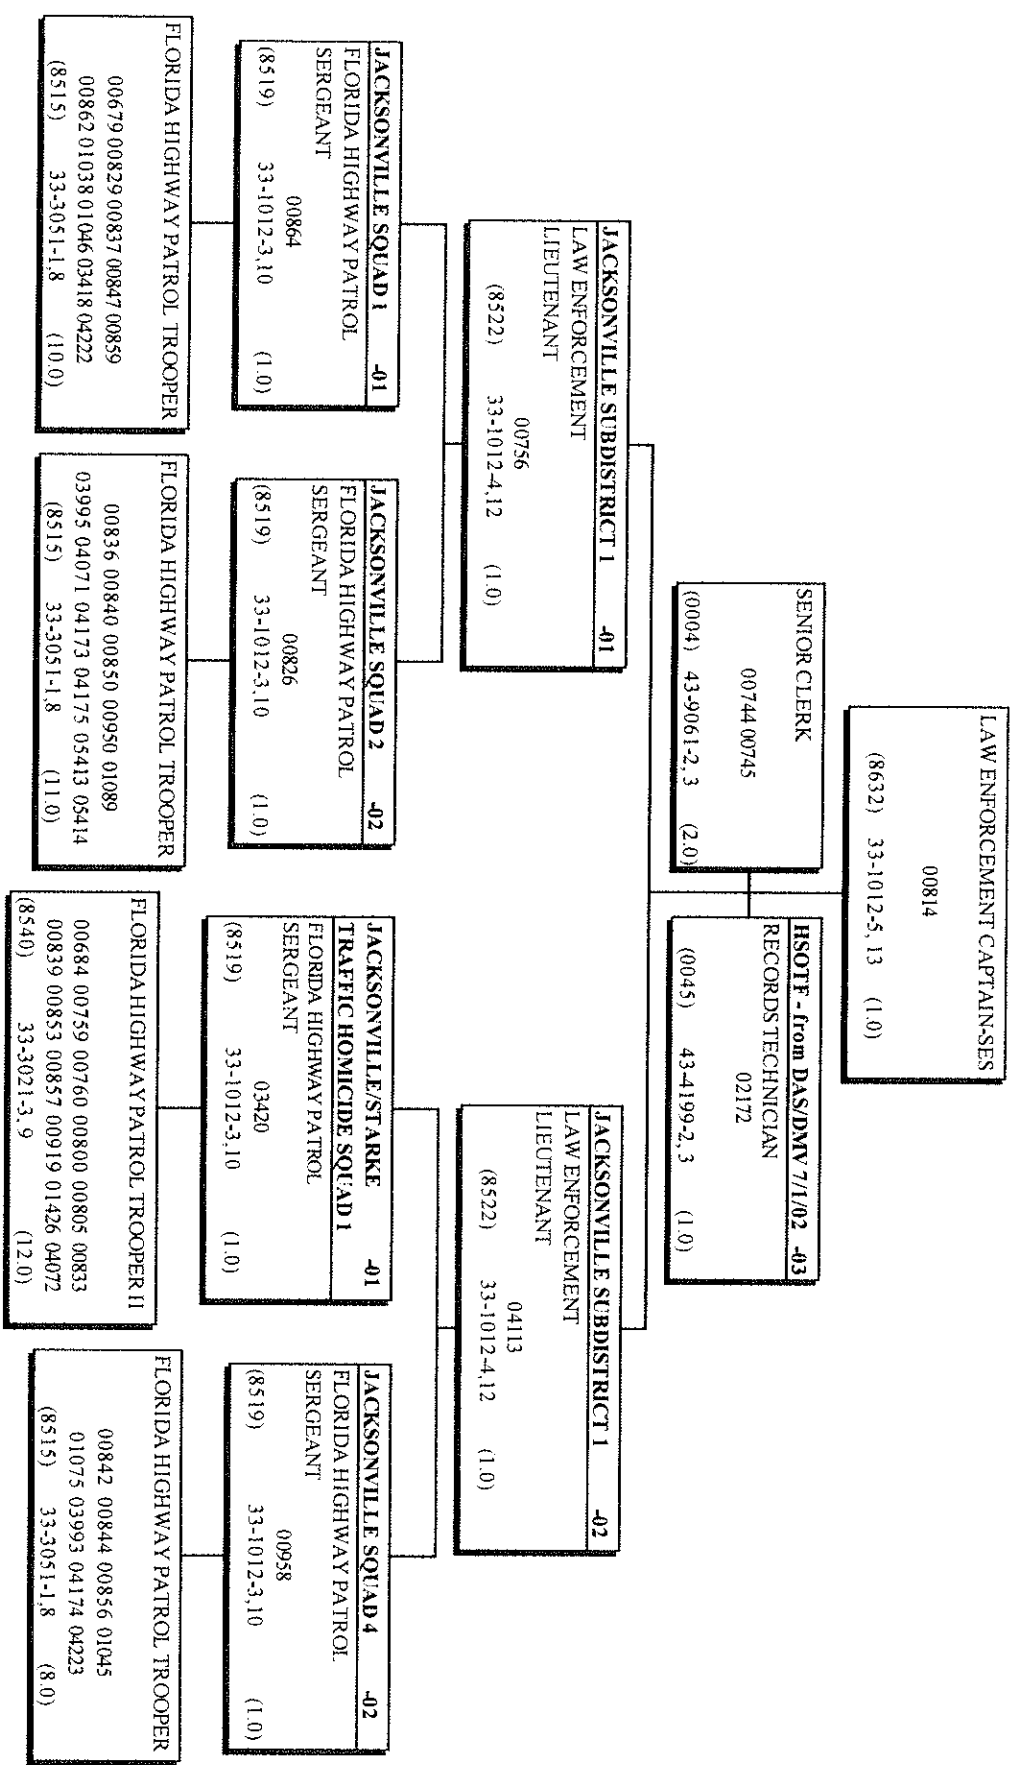 LAW ENFORCEMENT CAPTAIN-SES
00814
(8632) 33-1012-5, 13 (1.0)
SENIOR CLERK
00744 00745
(0004) 43-9061-2, 3 (2.0)
HSOTF - from DAS/DMV 7/1/02 -03
RECORDS TECHNICIAN
02172
(0045) 43-4199-2, 3 (1.0)
JACKSONVILLE SUBDISTRICT 1 -01
LAW ENFORCEMENT
LIEUTENANT
00756
(8522) 33-1012-4,12 (1.0)
JACKSONVILLE SUBDISTRICT 1 -02
LAW ENFORCEMENT
LIEUTENANT
04113
(8522) 33-1012-4,12 (1.0)
JACKSONVILLE SQUAD 1 -01
FLORIDA HIGHWAY PATROL
SERGEANT
00864
(8519) 33-1012-3,10 (1.0)
JACKSONVILLE SQUAD 2 -02
FLORIDA HIGHWAY PATROL
SERGEANT
00826
(8519) 33-1012-3,10 (1.0)
JACKSONVILLE/STARKE
TRAFFIC HOMICIDE SQUAD 1 -01
FLORIDA HIGHWAY PATROL
SERGEANT
03420
(8519) 33-1012-3,10 (1.0)
JACKSONVILLE SQUAD 4 -02
FLORIDA HIGHWAY PATROL
SERGEANT
00958
(8519) 33-1012-3,10 (1.0)
FLORIDA HIGHWAY PATROL TROOPER
00679 00829 00837 00847 00859
00862 01038 01046 03418 04222
(8515) 33-3051-1,8 (10.0)
FLORIDA HIGHWAY PATROL TROOPER
00836 00840 00850 00950 01089
03995 04071 04173 04175 05413 05414
(8515) 33-3051-1,8 (11.0)
FLORIDA HIGHWAY PATROL TROOPER II
00684 00759 00760 00800 00805 00833
00839 00853 00857 00919 01426 04072
(8540) 33-3021-3, 9 (12.0)
FLORIDA HIGHWAY PATROL TROOPER
00842 00844 00856 01045
01075 03993 04174 04223
(8515) 33-3051-1,8 (8.0)